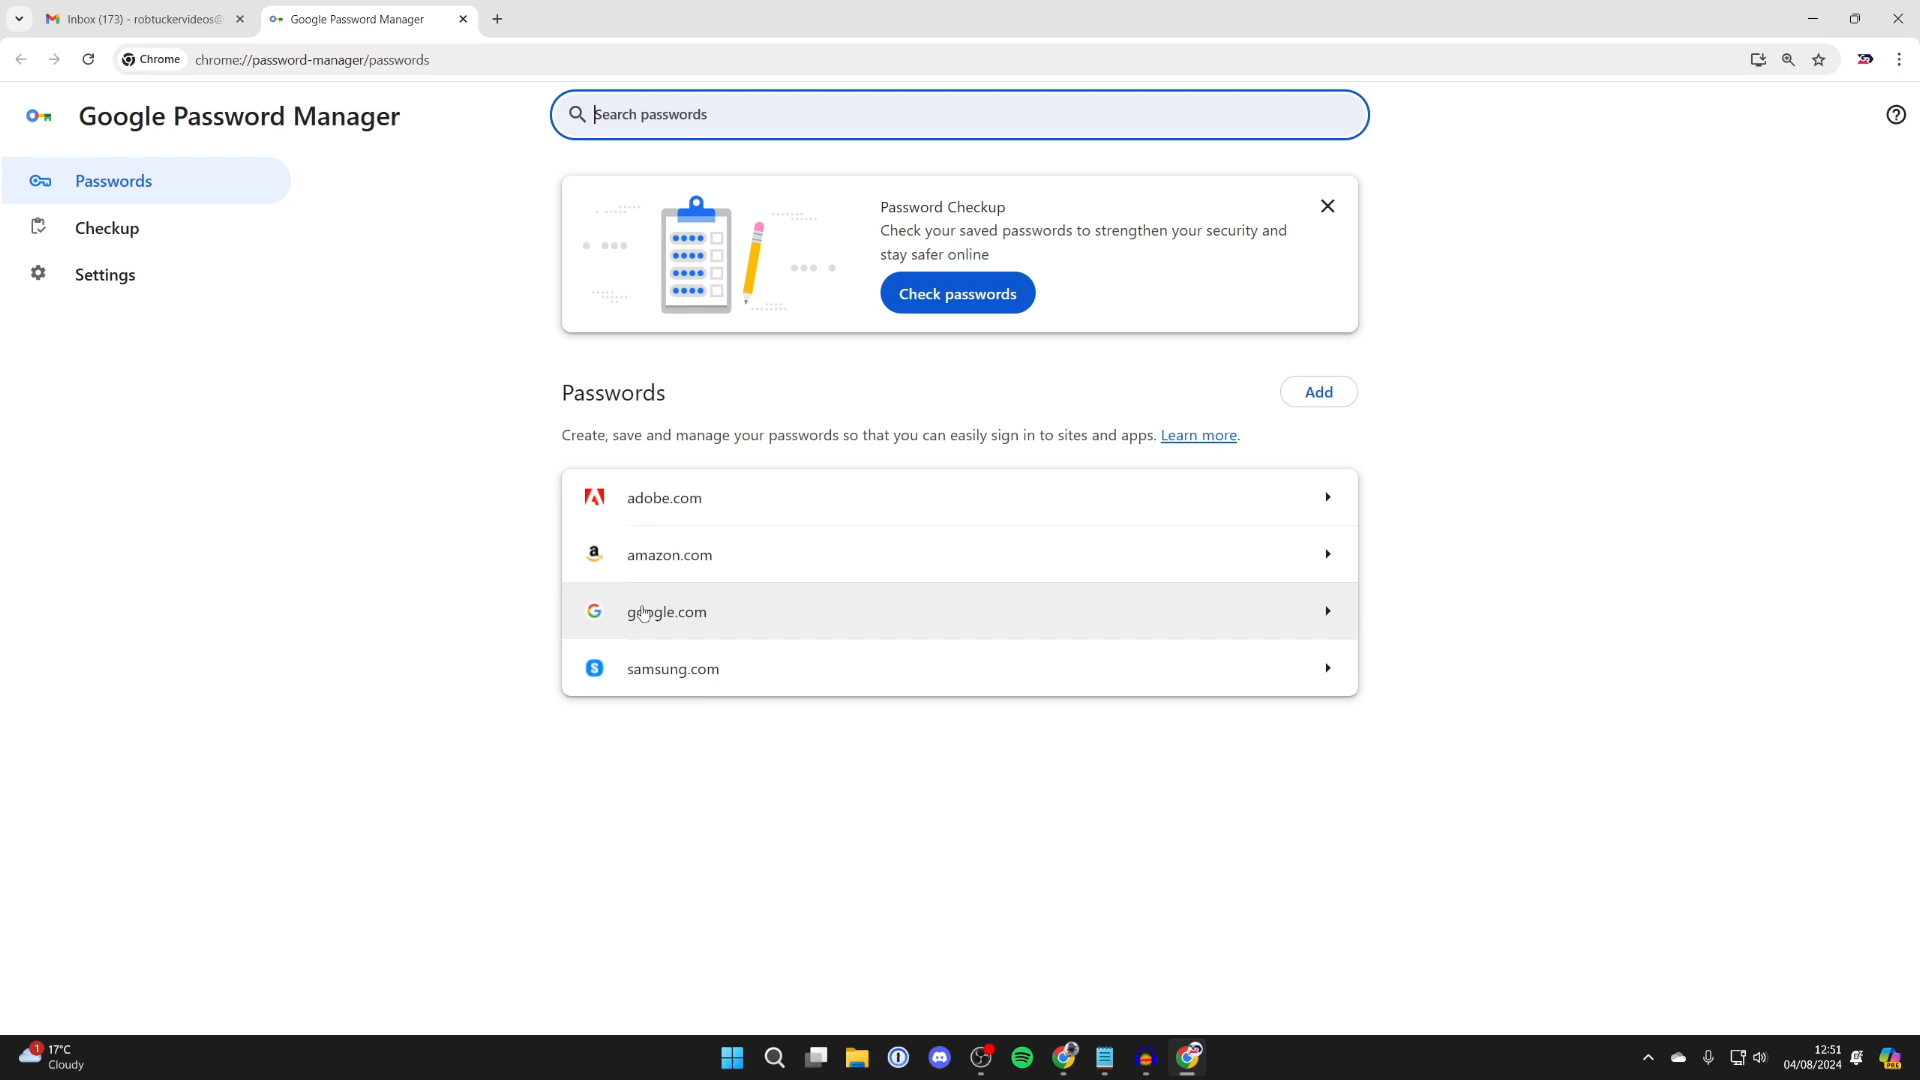 Inbox (173) - robtuckervideos@
Google Password Manager
Chrome
chrome://password-manager/passwords
Google Password Manager
Search passwords
Passwords
Checkup
Settings
Password Checkup
Check your saved passwords to strengthen your security and
stay safer online
Check passwords
Passwords
Add
Create, save and manage your passwords so that you can easily sign in to sites and apps. Learn more.
adobe.com
amazon.com
google.com
samsung.com
1
17°C
Cloudy
12:51
04/08/2024
PRE